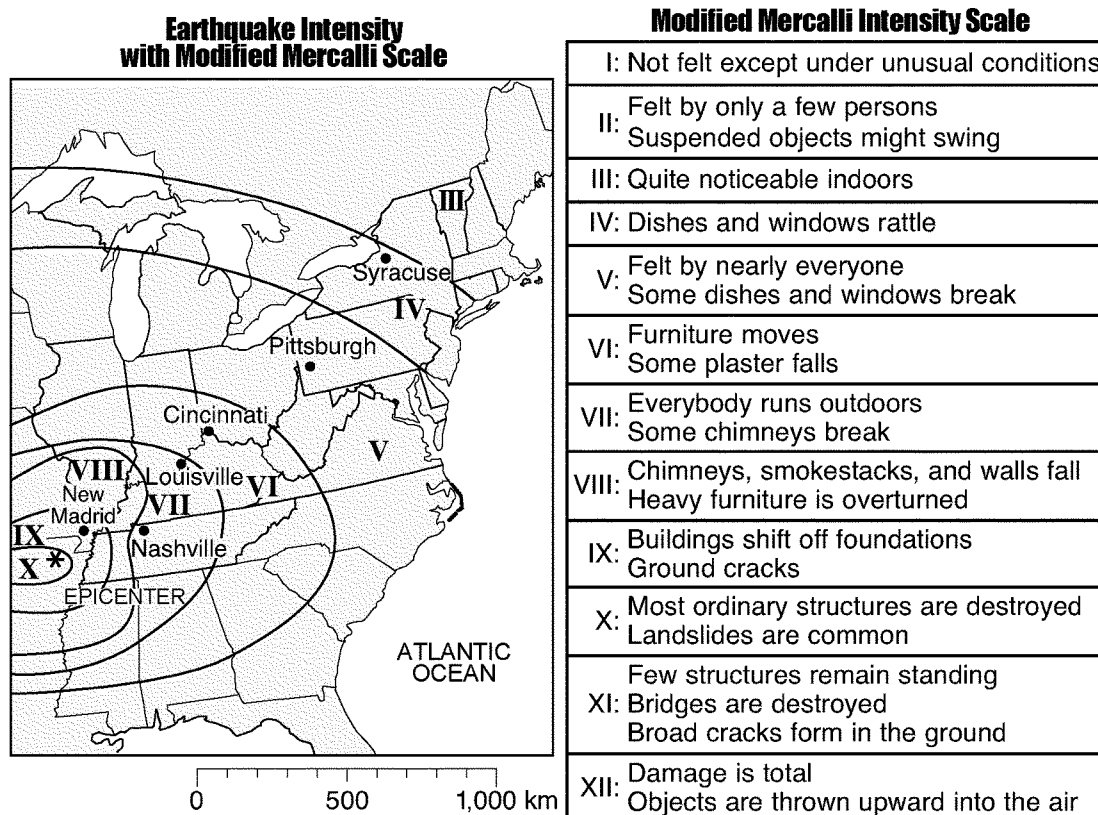 Earthquake Intensity
with Modified Mercalli Scale
III
Syracuse
IV
Pittsburgh
Cincinnati
V
VIII
Louisville
VI
New
Madrid
VII
IX
Nashville
X
EPICENTER
ATLANTIC
OCEAN
0 500 1,000 km
Modified Mercalli Intensity Scale
I: Not felt except under unusual conditions
II: Felt by only a few persons
Suspended objects might swing
III: Quite noticeable indoors
IV: Dishes and windows rattle
V: Felt by nearly everyone
Some dishes and windows break
VI: Furniture moves
Some plaster falls
VII: Everybody runs outdoors
Some chimneys break
VIII: Chimneys, smokestacks, and walls fall
Heavy furniture is overturned
IX: Buildings shift off foundations
Ground cracks
X: Most ordinary structures are destroyed
Landslides are common
Few structures remain standing
XI: Bridges are destroyed
Broad cracks form in the ground
XII: Damage is total
Objects are thrown upward into the air